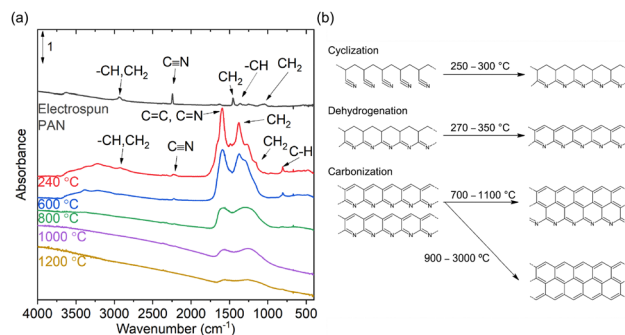 (a)
1
-CH,CH2
C≡N
CH2
-CH
CH2
Electrospun
PAN
C=C, C=N
CH2
-CH,CH2
C≡N
CH2
C-H
240 °C
600 °C
800 °C
1000 °C
1200 °C
Absorbance
4000 3500 3000 2500 2000 1500 1000 500
Wavenumber (cm-1)
(b)
Cyclization
250 – 300 °C
N N N N N
N N N N N
Dehydrogenation
270 – 350 °C
N N N N N
N N N N N
Carbonization
700 – 1100 °C
900 – 3000 ºC